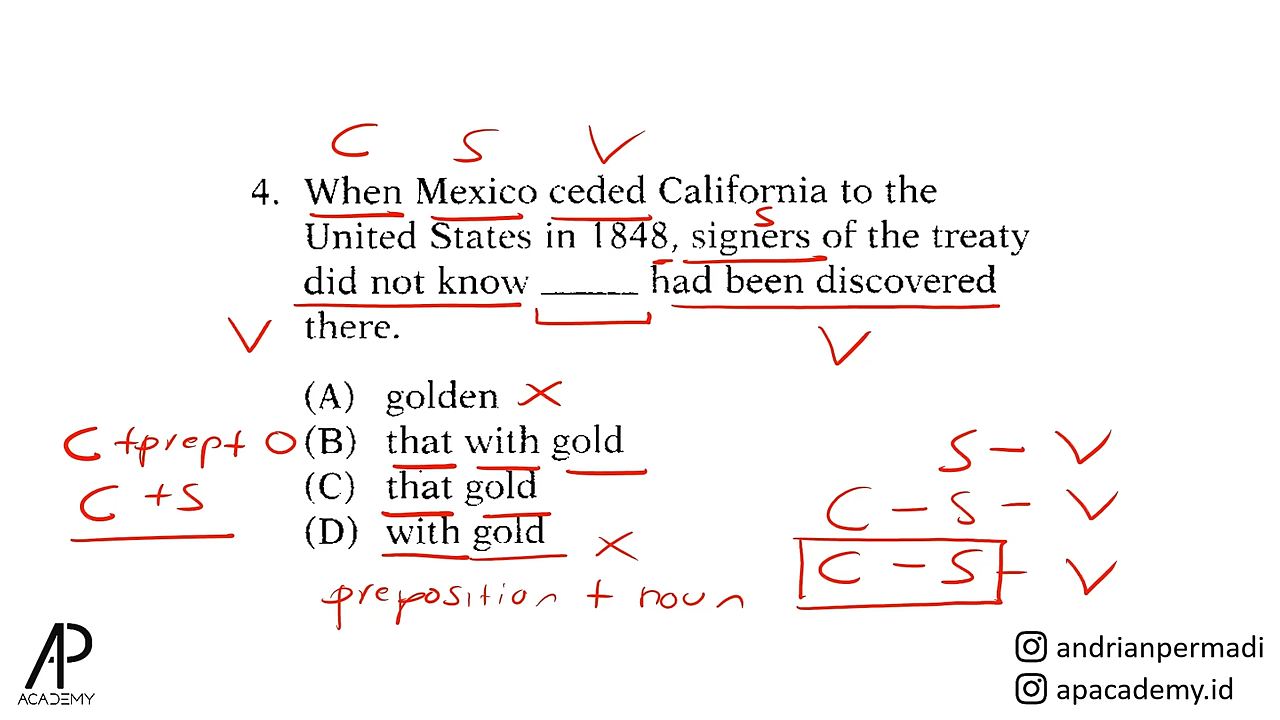 C S V
4. When Mexico ceded California to the
S
United States in 1848, signers of the treaty
did not know ______ had been discovered
V there. V
(A) golden X
C + prep + O (B) that with gold S - V
C + S (C) that gold C - S - V
(D) with gold X C - S - V
preposition + noun
AP
ACADEMY
andrianpermadi
apacademy.id